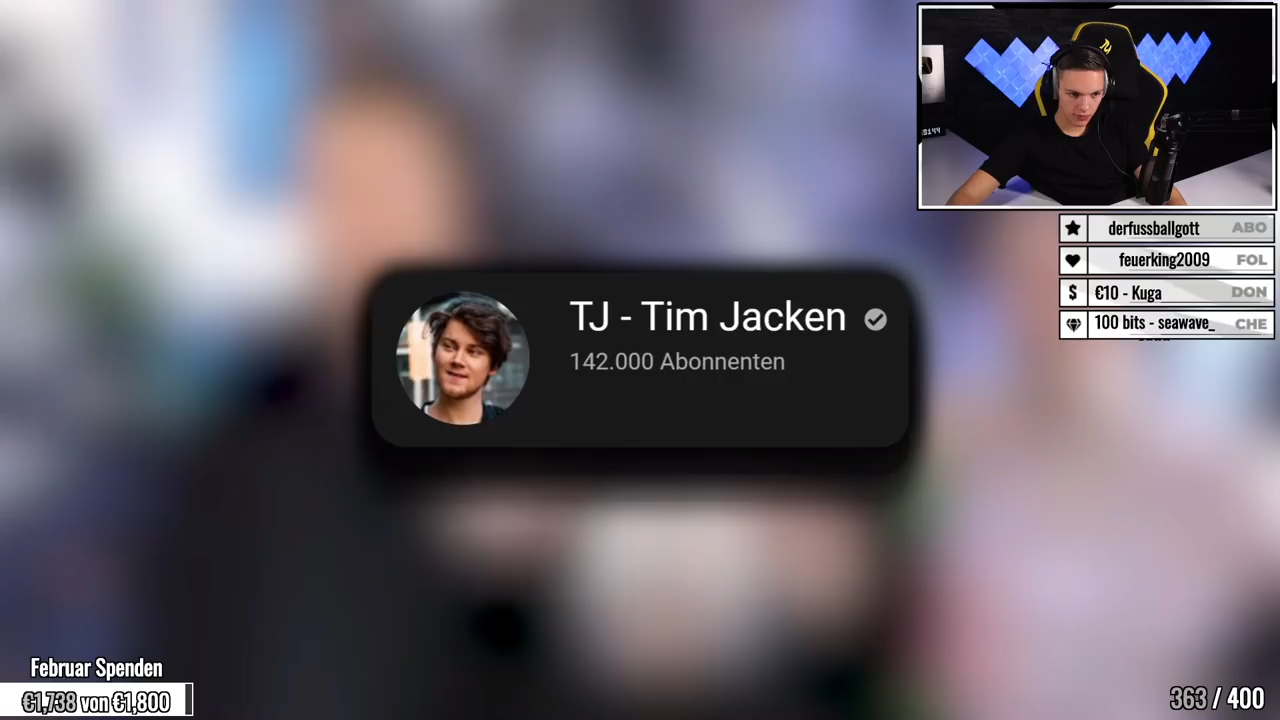 TJ - Tim Jacken
142.000 Abonnenten
derfussballgott ABO
feuerking2009 FOL
$ €10 - Kuga DON
100 bits - seawave_ CHE
Februar Spenden
€1,738 von €1,800
363 / 400